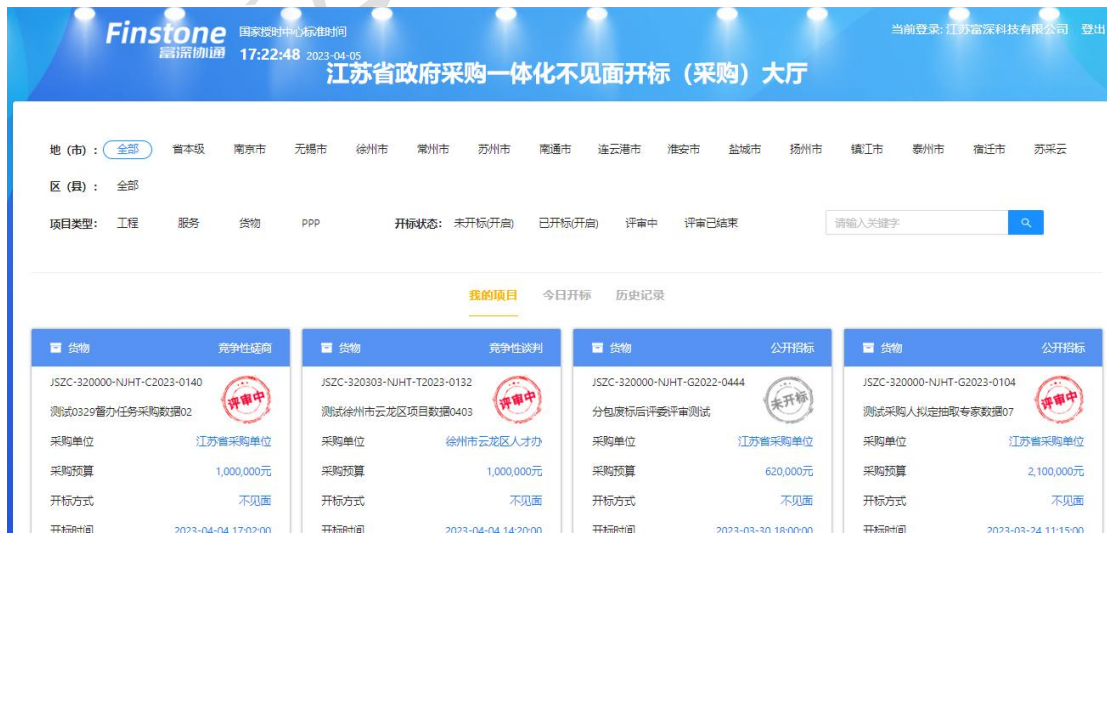 Finstone
富深协通
国家授时中心标准时间
17:22:48 2023-04-05
当前登录: 江苏富深科技有限公司 登出
江苏省政府采购一体化不见面开标（采购）大厅
地（市）: 全部 省本级 南京市 无锡市 徐州市 常州市 苏州市 南通市 连云港市 淮安市 盐城市 扬州市 镇江市 泰州市 宿迁市 苏采云
区（县）: 全部
项目类型: 工程 服务 货物 PPP 开标状态: 未开标(开启) 已开标(开启) 评审中 评审已结束 请输入关键字
我的项目 今日开标 历史记录
货物 竞争性磋商
JSZC-320000-NJHT-C2023-0140
评审中
测试0329督办任务采购数据02
采购单位 江苏省采购单位
采购预算 1,000,000元
开标方式 不见面
开标时间 2023-04-04 17:02:00
货物 竞争性谈判
JSZC-320303-NJHT-T2023-0132
评审中
测试徐州市云龙区项目数据0403
采购单位 徐州市云龙区人才办
采购预算 1,000,000元
开标方式 不见面
开标时间 2023-04-04 14:20:00
货物 公开招标
JSZC-320000-NJHT-G2022-0444
未开标
分包废标后评委评审测试
采购单位 江苏省采购单位
采购预算 620,000元
开标方式 不见面
开标时间 2023-03-30 18:00:00
货物 公开招标
JSZC-320000-NJHT-G2023-0104
评审中
测试采购人拟定抽取专家数据07
采购单位 江苏省采购单位
采购预算 2,100,000元
开标方式 不见面
开标时间 2023-03-24 11:15:00